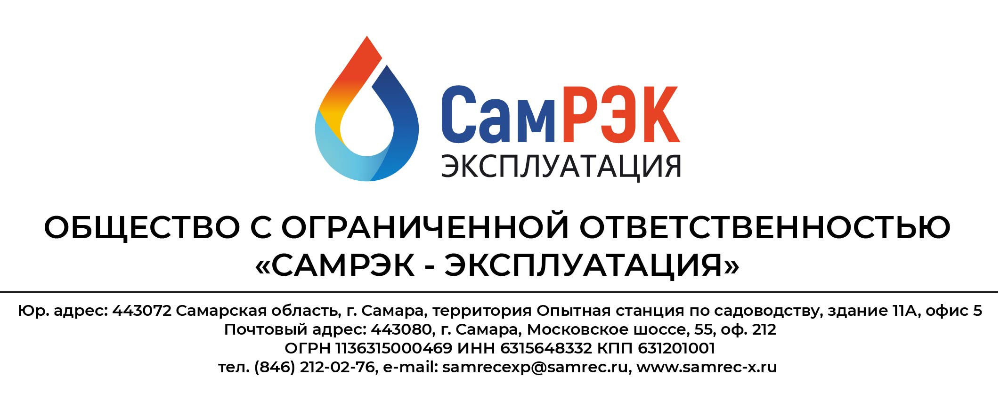 СамРЭК
ЭКСПЛУАТАЦИЯ
ОБЩЕСТВО С ОГРАНИЧЕННОЙ ОТВЕТСТВЕННОСТЬЮ
«САМРЭК - ЭКСПЛУАТАЦИЯ»
Юр. адрес: 443072 Самарская область, г. Самара, территория Опытная станция по садоводству, здание 11А, офис 5
Почтовый адрес: 443080, г. Самара, Московское шоссе, 55, оф. 212
ОГРН 1136315000469 ИНН 6315648332 КПП 631201001
тел. (846) 212-02-76, e-mail: samrecexp@samrec.ru, www.samrec-x.ru